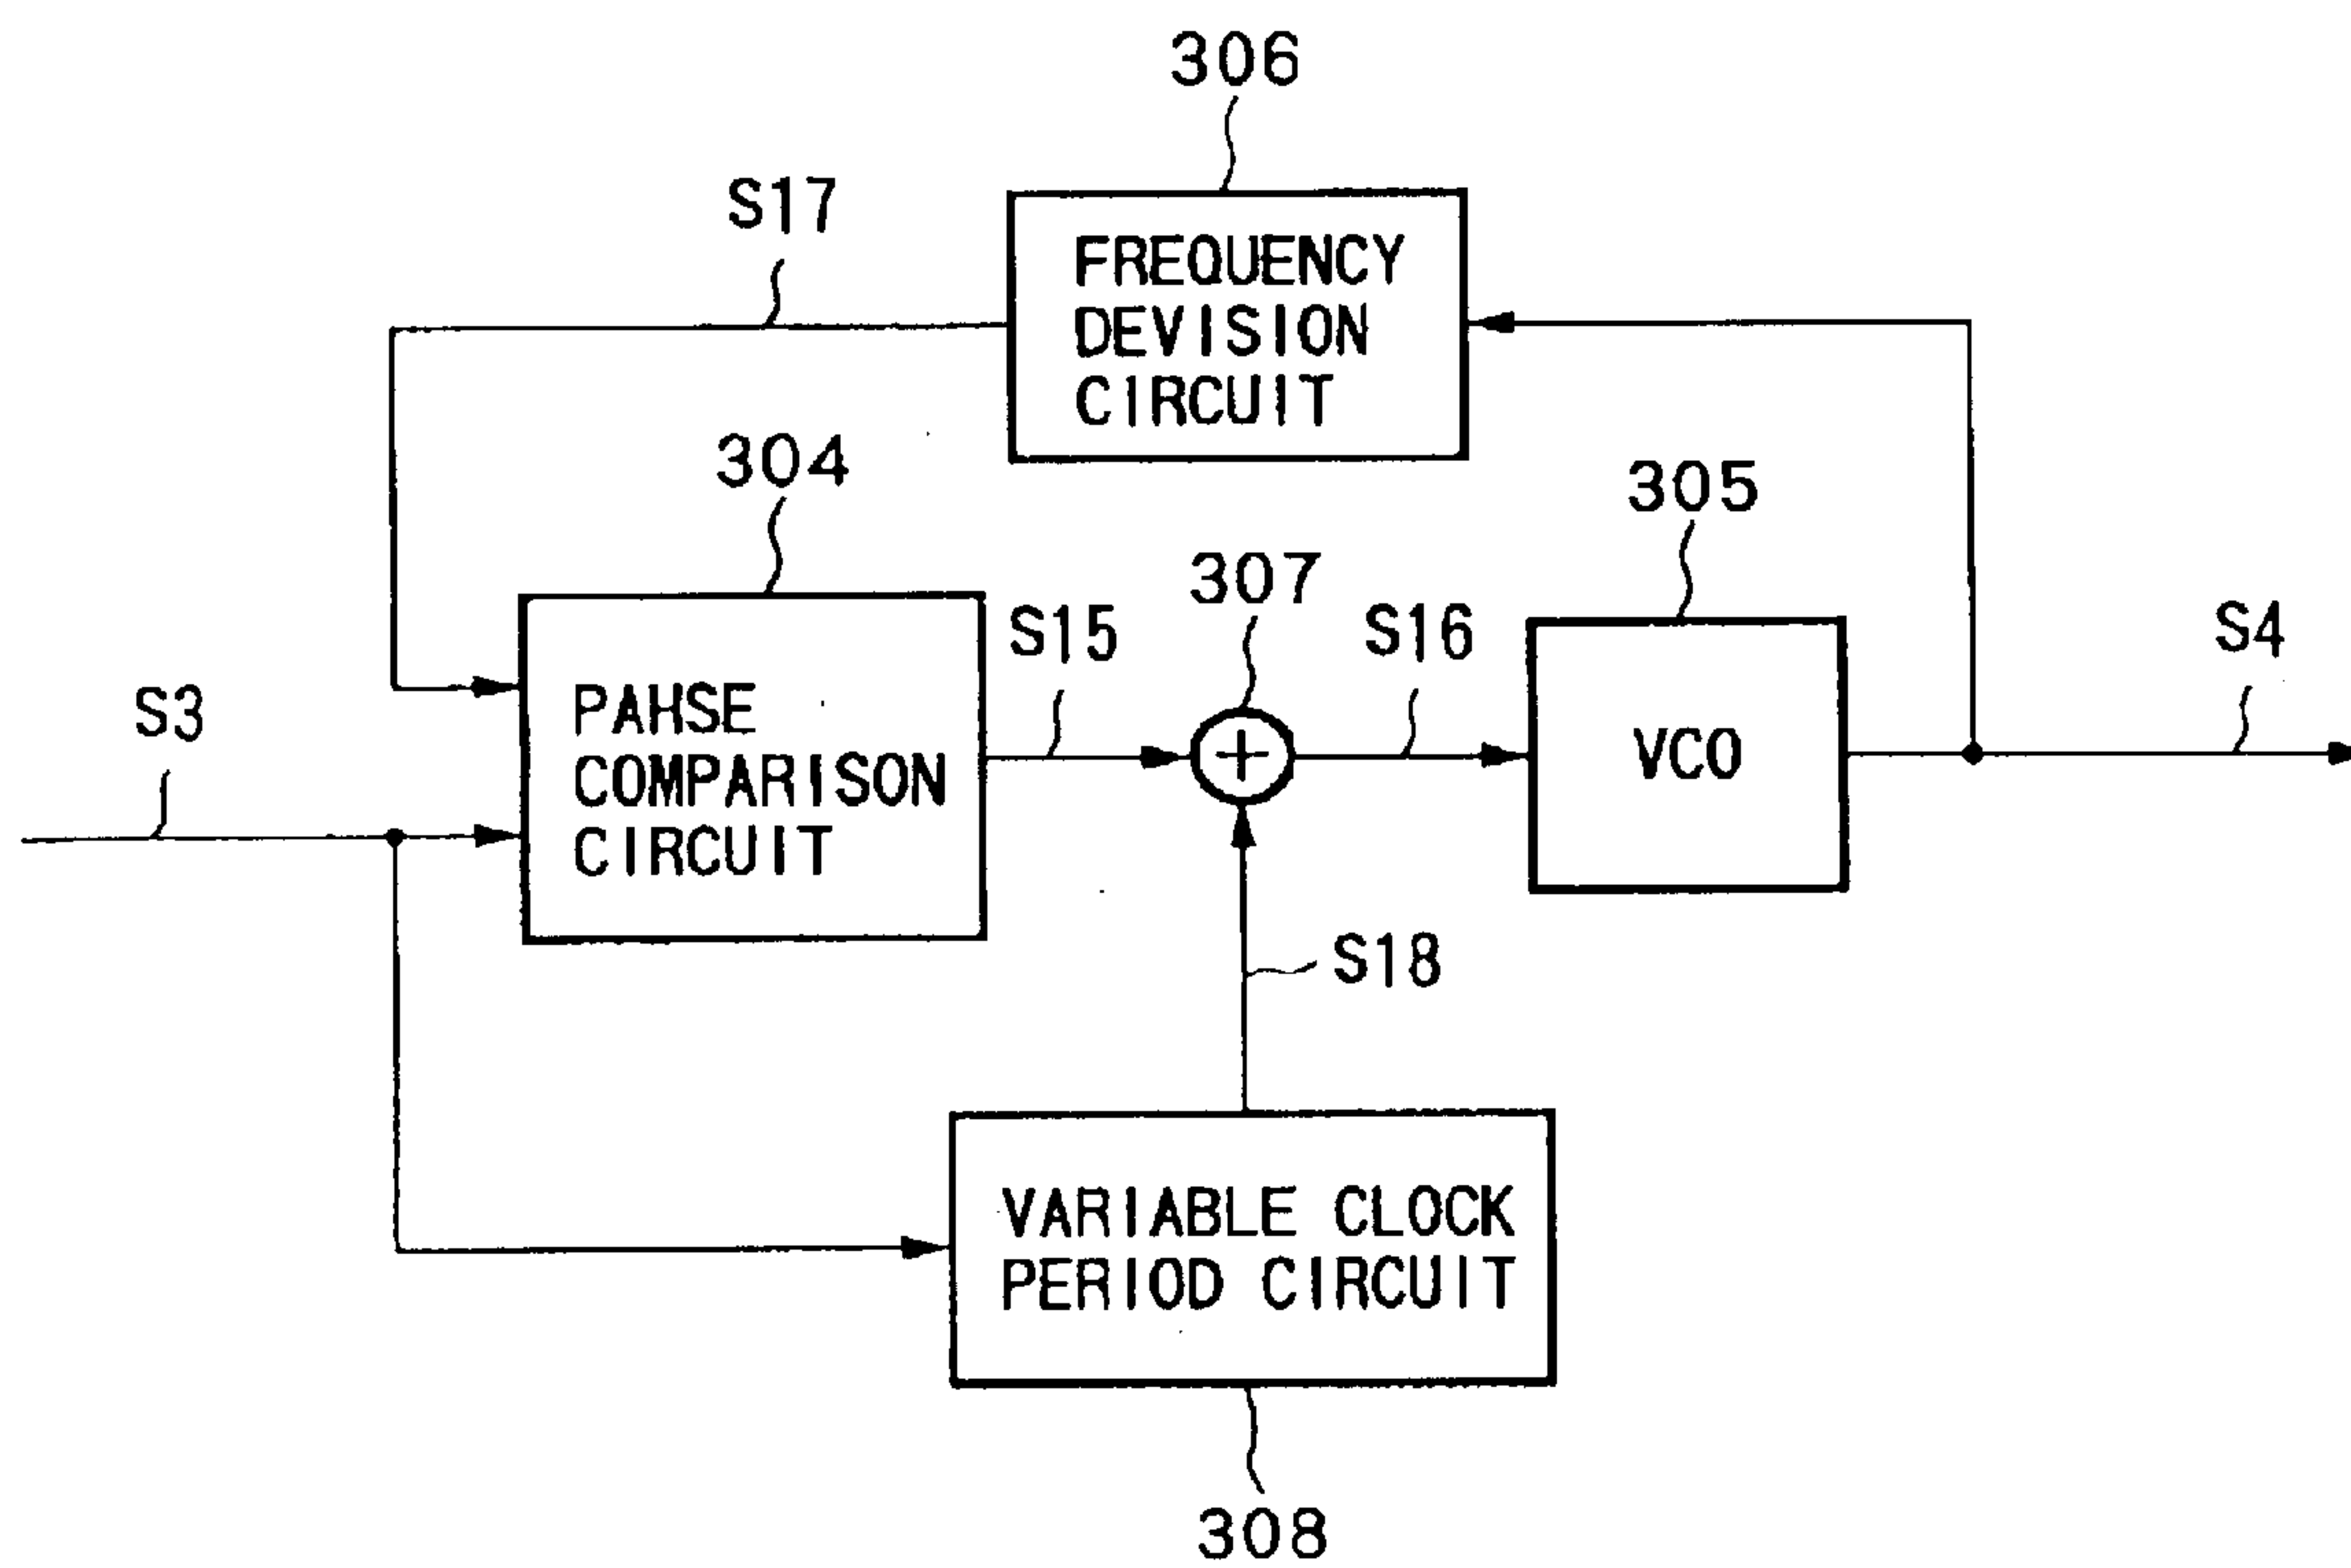 306
S17
FREQUENCY
DEVISION
CIRCUIT
304
305
307
S15
S16
S4
S3
PAHSE
COMPARISON
CIRCUIT
+
VCO
S18
VARIABLE CLOCK
PERIOD CIRCUIT
308